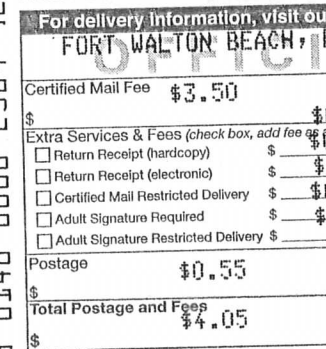 For delivery information, visit ou
FORT WALTON BEACH,
OFFICI
Certified Mail Fee $3.50
$
Extra Services & Fees (check box, add fee as
Return Receipt (hardcopy) $
Return Receipt (electronic) $
Certified Mail Restricted Delivery $
Adult Signature Required $
Adult Signature Restricted Delivery $
Postage $0.55
$
Total Postage and Fees $4.05
$